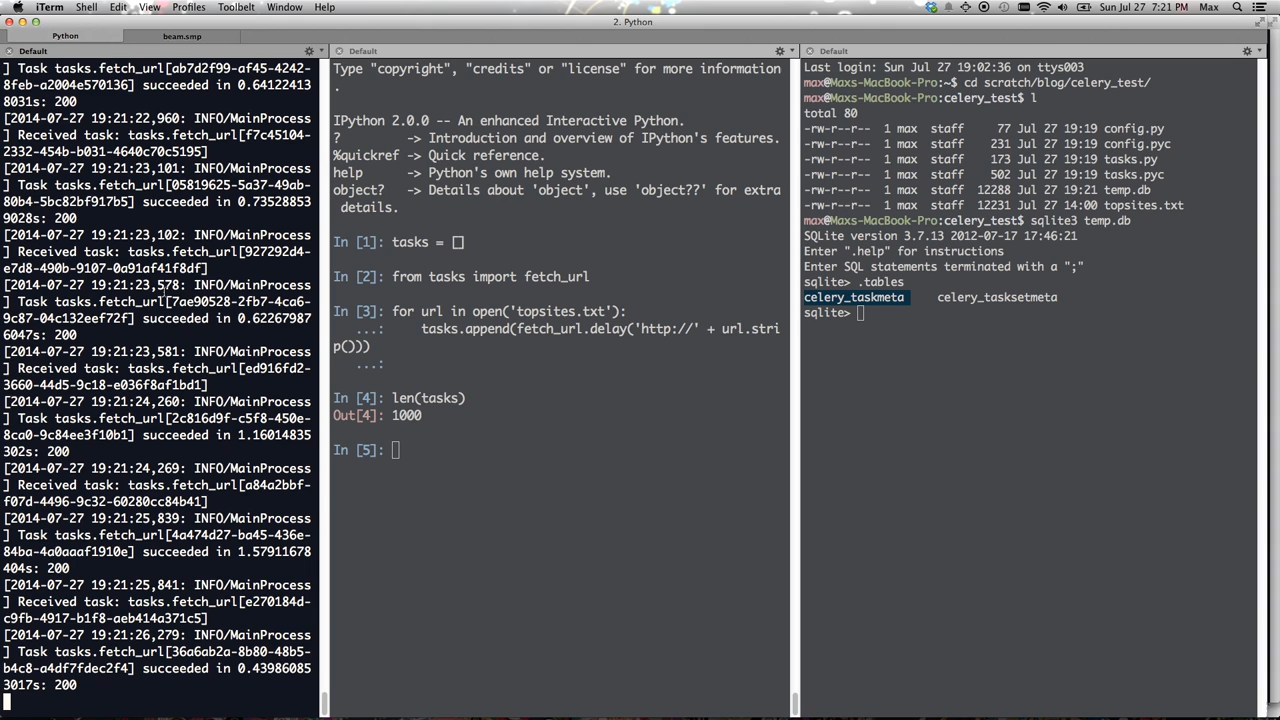 iTerm Shell Edit View Profiles Toolbelt Window Help Sun Jul 27 7:21 PM Max
2. Python
Python beam.smp
Default
] Task tasks.fetch_url[ab7d2f99-af45-4242-
8feb-a2004e570136] succeeded in 0.64122413
8031s: 200
[2014-07-27 19:21:22,960: INFO/MainProcess
] Received task: tasks.fetch_url[f7c45104-
2332-454b-b031-4640c70c5195]
[2014-07-27 19:21:23,101: INFO/MainProcess
] Task tasks.fetch_url[05819625-5a37-49ab-
80b4-5bc82bf917b5] succeeded in 0.73528853
9028s: 200
[2014-07-27 19:21:23,102: INFO/MainProcess
] Received task: tasks.fetch_url[927292d4-
e7d8-490b-9107-0a91af41f8df]
[2014-07-27 19:21:23,578: INFO/MainProcess
] Task tasks.fetch_url[7ae90528-2fb7-4ca6-
9c87-04c132eef72f] succeeded in 0.62267987
6047s: 200
[2014-07-27 19:21:23,581: INFO/MainProcess
] Received task: tasks.fetch_url[ed916fd2-
3660-44d5-9c18-e036f8af1bd1]
[2014-07-27 19:21:24,260: INFO/MainProcess
] Task tasks.fetch_url[2c816d9f-c5f8-450e-
8ca0-9c84ee3f10b1] succeeded in 1.16014835
302s: 200
[2014-07-27 19:21:24,269: INFO/MainProcess
] Received task: tasks.fetch_url[a84a2bbf-
f07d-4496-9c32-60280cc84b41]
[2014-07-27 19:21:25,839: INFO/MainProcess
] Task tasks.fetch_url[4a474d27-ba45-436e-
84ba-4a0aaaf1910e] succeeded in 1.57911678
404s: 200
[2014-07-27 19:21:25,841: INFO/MainProcess
] Received task: tasks.fetch_url[e270184d-
c9fb-4917-b1f8-aeb414a371c5]
[2014-07-27 19:21:26,279: INFO/MainProcess
] Task tasks.fetch_url[36a6ab2a-8b80-48b5-
b4c8-a4df7fdec2f4] succeeded in 0.43986085
3017s: 200
Default
Type "copyright", "credits" or "license" for more information
.
IPython 2.0.0 -- An enhanced Interactive Python.
? -> Introduction and overview of IPython's features.
%quickref -> Quick reference.
help -> Python's own help system.
object? -> Details about 'object', use 'object??' for extra
details.
In [1]: tasks = []
In [2]: from tasks import fetch_url
In [3]: for url in open('topsites.txt'):
...: tasks.append(fetch_url.delay('http://' + url.stri
p()))
...:
In [4]: len(tasks)
Out[4]: 1000
In [5]:
Default
Last login: Sun Jul 27 19:02:36 on ttys003
max@Maxs-MacBook-Pro:~$ cd scratch/blog/celery_test/
max@Maxs-MacBook-Pro:celery_test$ l
total 80
-rw-r--r-- 1 max staff 77 Jul 27 19:19 config.py
-rw-r--r-- 1 max staff 231 Jul 27 19:19 config.pyc
-rw-r--r-- 1 max staff 173 Jul 27 19:19 tasks.py
-rw-r--r-- 1 max staff 502 Jul 27 19:19 tasks.pyc
-rw-r--r-- 1 max staff 12288 Jul 27 19:21 temp.db
-rw-r--r-- 1 max staff 12231 Jul 27 14:00 topsites.txt
max@Maxs-MacBook-Pro:celery_test$ sqlite3 temp.db
SQLite version 3.7.13 2012-07-17 17:46:21
Enter ".help" for instructions
Enter SQL statements terminated with a ";"
sqlite> .tables
celery_taskmeta celery_tasksetmeta
sqlite>